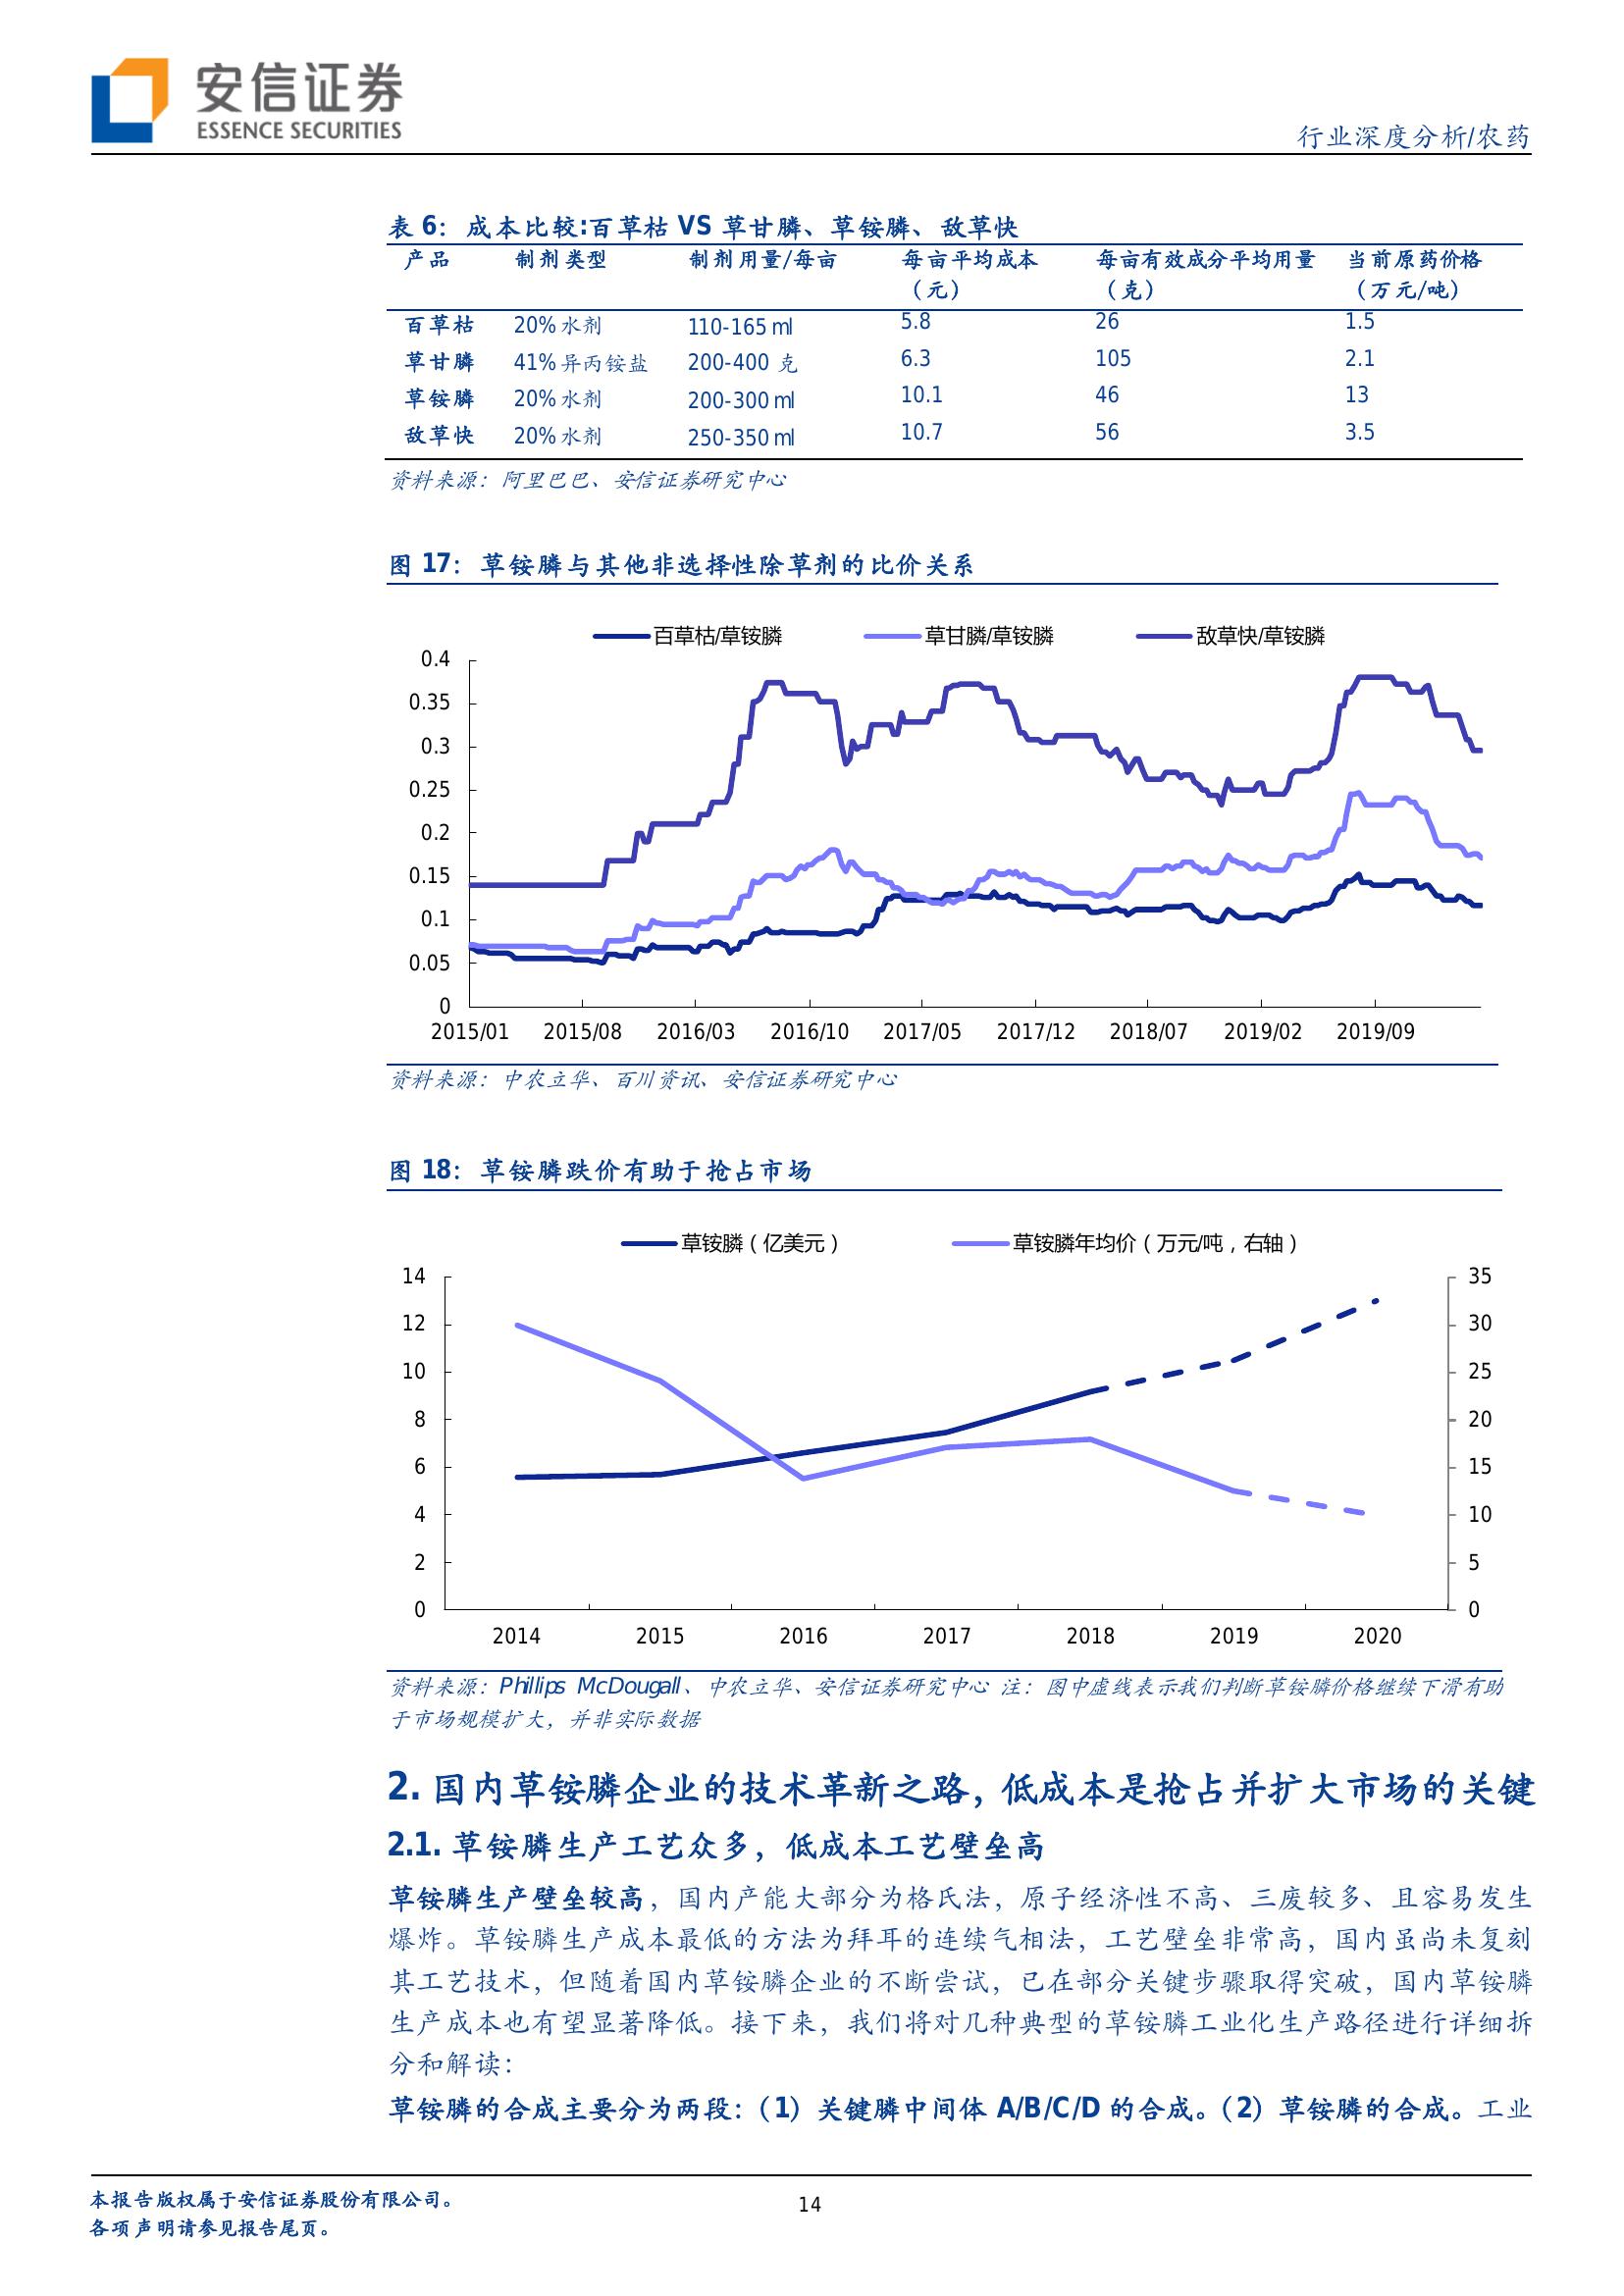 安信证券
ESSENCE SECURITIES
行业深度分析/农药
表 6：成本比较:百草枯 VS 草甘膦、草铵膦、敌草快
产品 制剂类型 制剂用量/每亩 每亩平均成本（元） 每亩有效成分平均用量（克） 当前原药价格（万元/吨）
百草枯 20%水剂 110-165 ml 5.8 26 1.5
草甘膦 41%异丙铵盐 200-400 克 6.3 105 2.1
草铵膦 20%水剂 200-300 ml 10.1 46 13
敌草快 20%水剂 250-350 ml 10.7 56 3.5
资料来源：阿里巴巴、安信证券研究中心
图 17：草铵膦与其他非选择性除草剂的比价关系
百草枯/草铵膦 草甘膦/草铵膦 敌草快/草铵膦
0.4
0.35
0.3
0.25
0.2
0.15
0.1
0.05
0
2015/01 2015/08 2016/03 2016/10 2017/05 2017/12 2018/07 2019/02 2019/09
资料来源：中农立华、百川资讯、安信证券研究中心
图 18：草铵膦跌价有助于抢占市场
草铵膦（亿美元） 草铵膦年均价（万元/吨，右轴）
14 35
12 30
10 25
8 20
6 15
4 10
2 5
0 0
2014 2015 2016 2017 2018 2019 2020
资料来源：Phillips McDougall、中农立华、安信证券研究中心 注：图中虚线表示我们判断草铵膦价格继续下滑有助
于市场规模扩大，并非实际数据
2. 国内草铵膦企业的技术革新之路，低成本是抢占并扩大市场的关键
2.1. 草铵膦生产工艺众多，低成本工艺壁垒高
草铵膦生产壁垒较高，国内产能大部分为格氏法，原子经济性不高、三废较多、且容易发生
爆炸。草铵膦生产成本最低的方法为拜耳的连续气相法，工艺壁垒非常高，国内虽尚未复刻
其工艺技术，但随着国内草铵膦企业的不断尝试，已在部分关键步骤取得突破，国内草铵膦
生产成本也有望显著降低。接下来，我们将对几种典型的草铵膦工业化生产路径进行详细拆
分和解读：
草铵膦的合成主要分为两段：（1）关键膦中间体 A/B/C/D 的合成。（2）草铵膦的合成。工业
本报告版权属于安信证券股份有限公司。
各项声明请参见报告尾页。
14